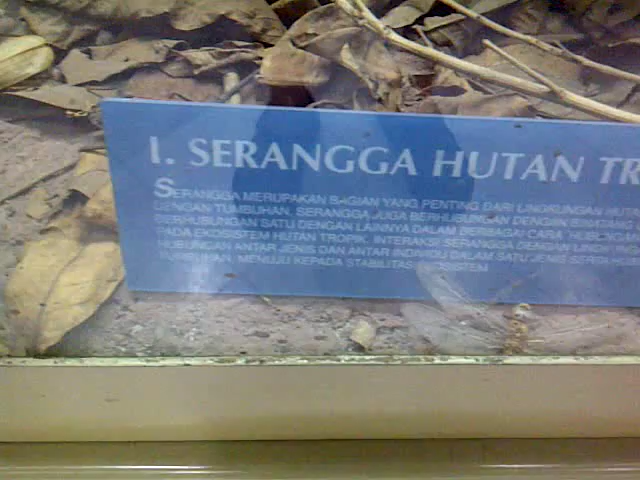 I. SERANGGA HUTAN TR
SERANGGA MERUPAKAN BAGIAN YANG PENTING DARI LINGKUNGAN HUT
DENGAN TUMBUHAN. SERANGGA JUGA BERHUBUNGAN DENGAN
BERHUBUNGAN SATU DENGAN LAINNYA DALAM BERBAGAI CARA
PADA EKOSISTEM HUTAN TROPIK. INTERAKSI SERANGGA DENGAN
HUBUNGAN ANTAR JENIS DAN ANTAR INDIVIDU DALAM SATU JENIS
TUMBUHAN, MENUJU KEPADA STABILITAS